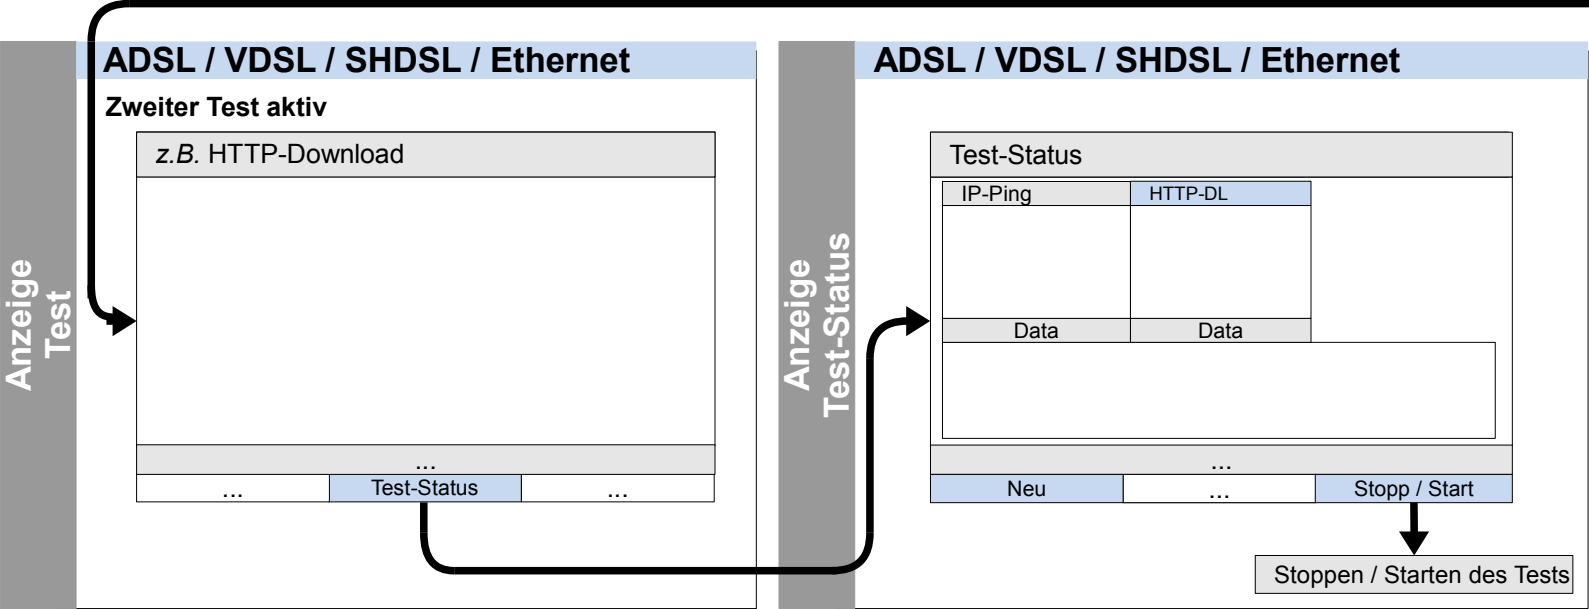 Anzeige
Test
ADSL / VDSL / SHDSL / Ethernet
Zweiter Test aktiv
z.B. HTTP-Download
...
... Test-Status ...
Anzeige
Test-Status
ADSL / VDSL / SHDSL / Ethernet
Test-Status
IP-Ping HTTP-DL
Data Data
...
Neu ... Stopp / Start
Stoppen / Starten des Tests